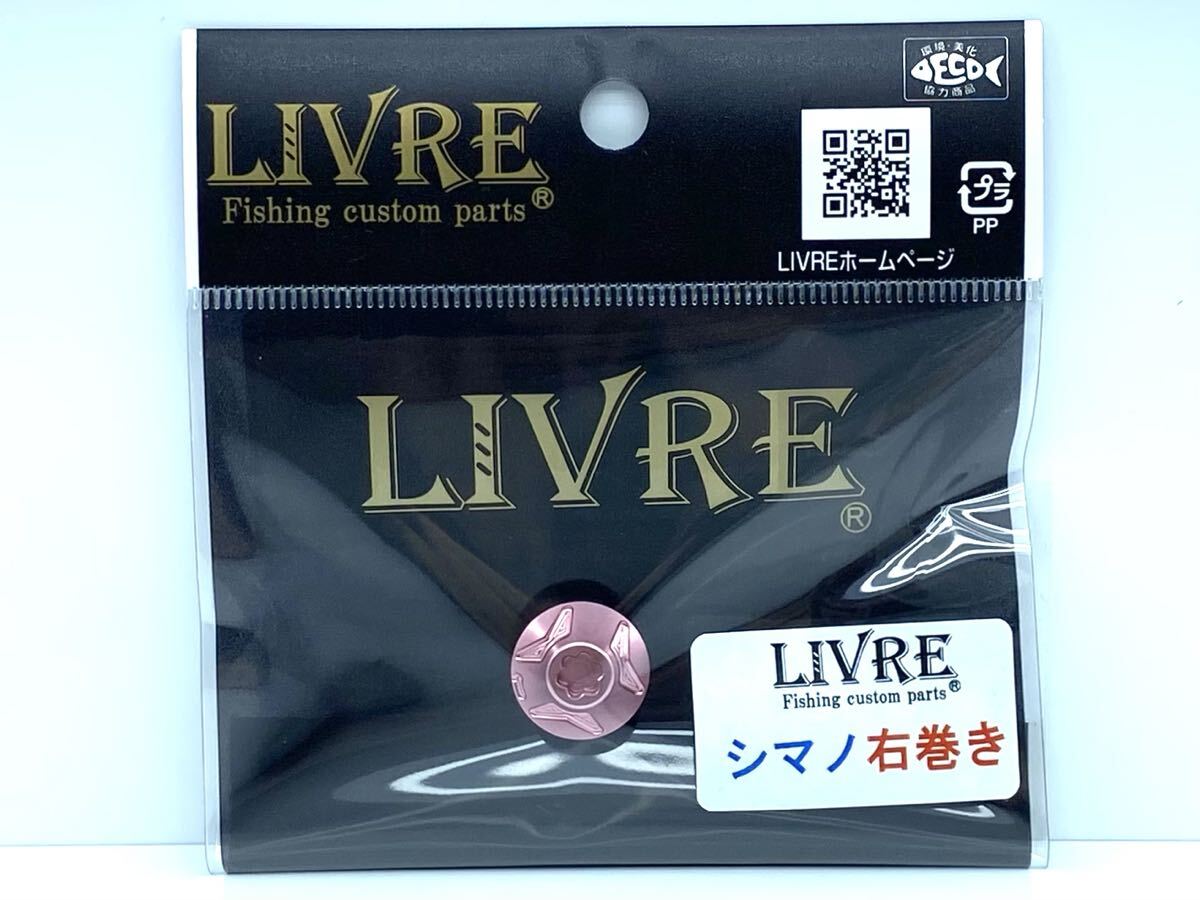 LIVRE
Fishing custom parts®
環境・美化
ECO
協力商品
プラ
PP
LIVREホームページ
LIVRE
®
LIVRE
Fishing custom parts®
シマノ右巻き